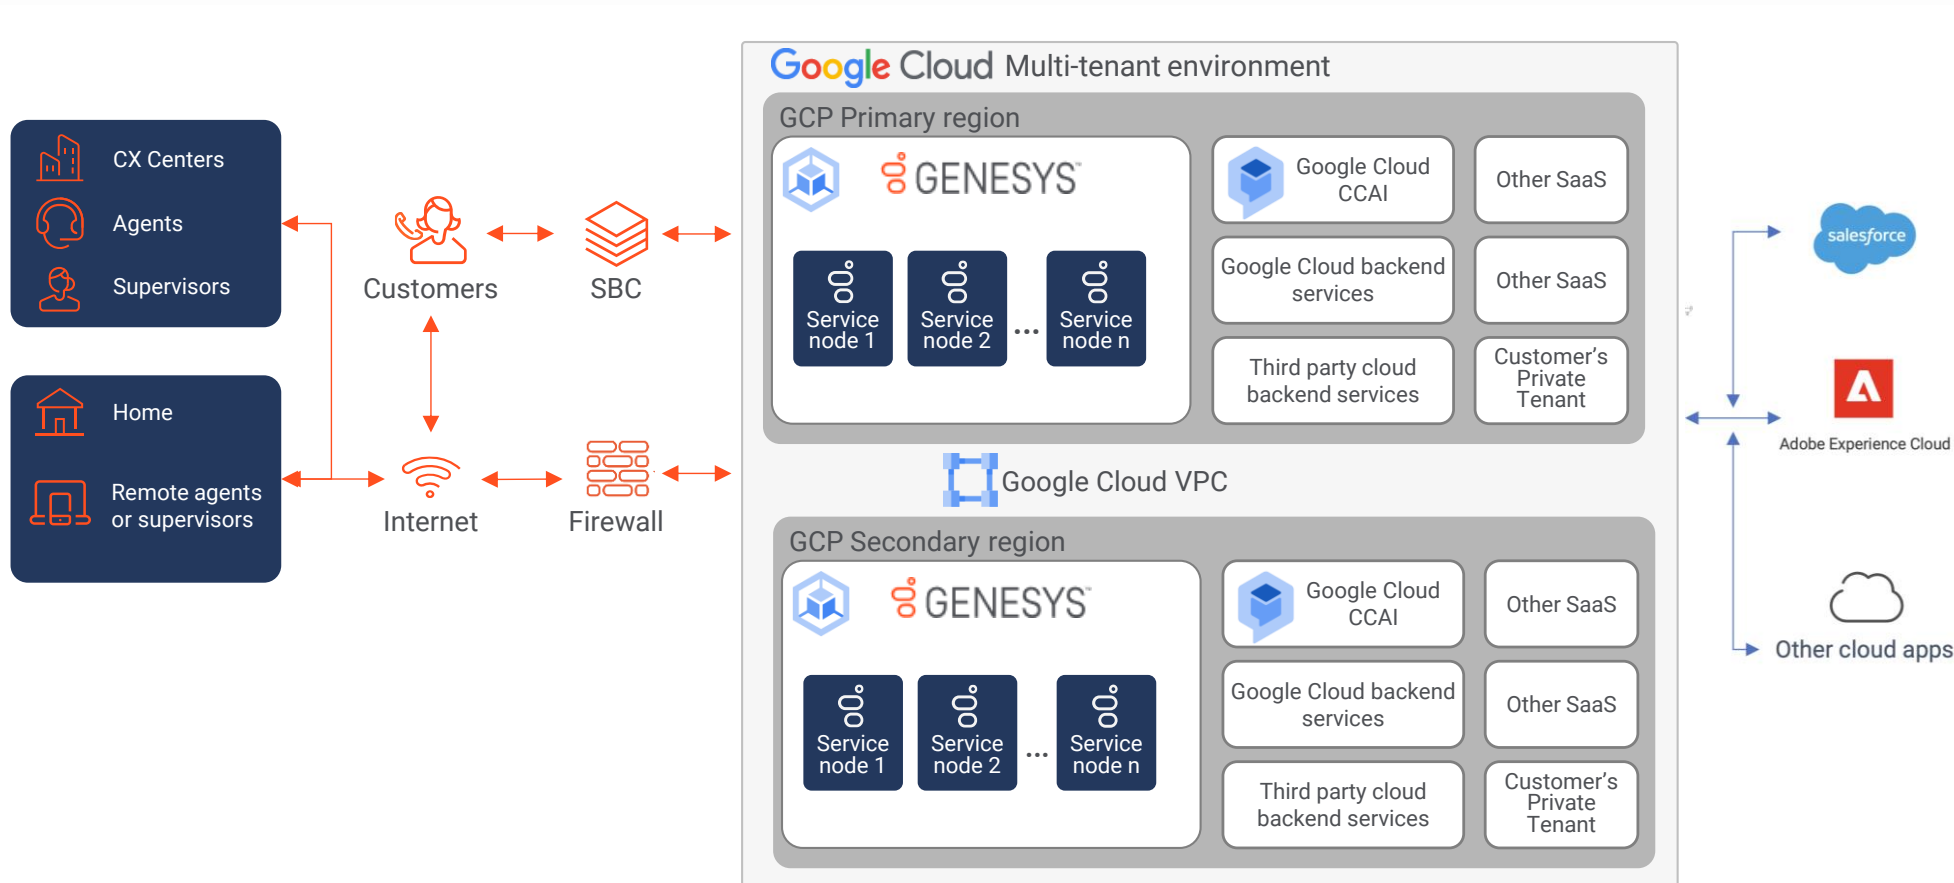 Google Cloud Multi-tenant environment
CX Centers
Agents
Supervisors
Home
Remote agents
or supervisors
Customers
SBC
Internet
Firewall
GCP Primary region
GENESYS™
Service
node 1
Service
node 2
...
Service
node n
Google Cloud
CCAI
Other SaaS
Google Cloud backend
services
Other SaaS
Third party cloud
backend services
Customer’s
Private
Tenant
Google Cloud VPC
GCP Secondary region
GENESYS™
Service
node 1
Service
node 2
...
Service
node n
Google Cloud
CCAI
Other SaaS
Google Cloud backend
services
Other SaaS
Third party cloud
backend services
Customer’s
Private
Tenant
salesforce
Adobe Experience Cloud
Other cloud apps